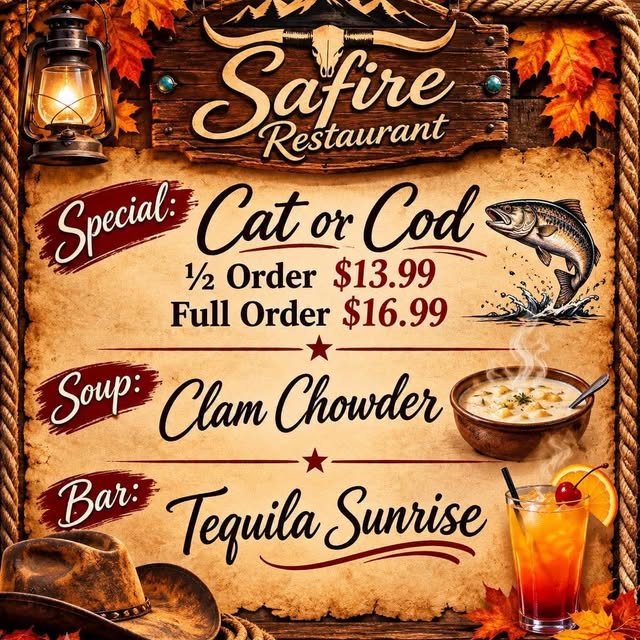 Safire
Restaurant
Special: Cat or Cod
½ Order $13.99
Full Order $16.99
Soup: Clam Chowder
Bar: Tequila Sunrise